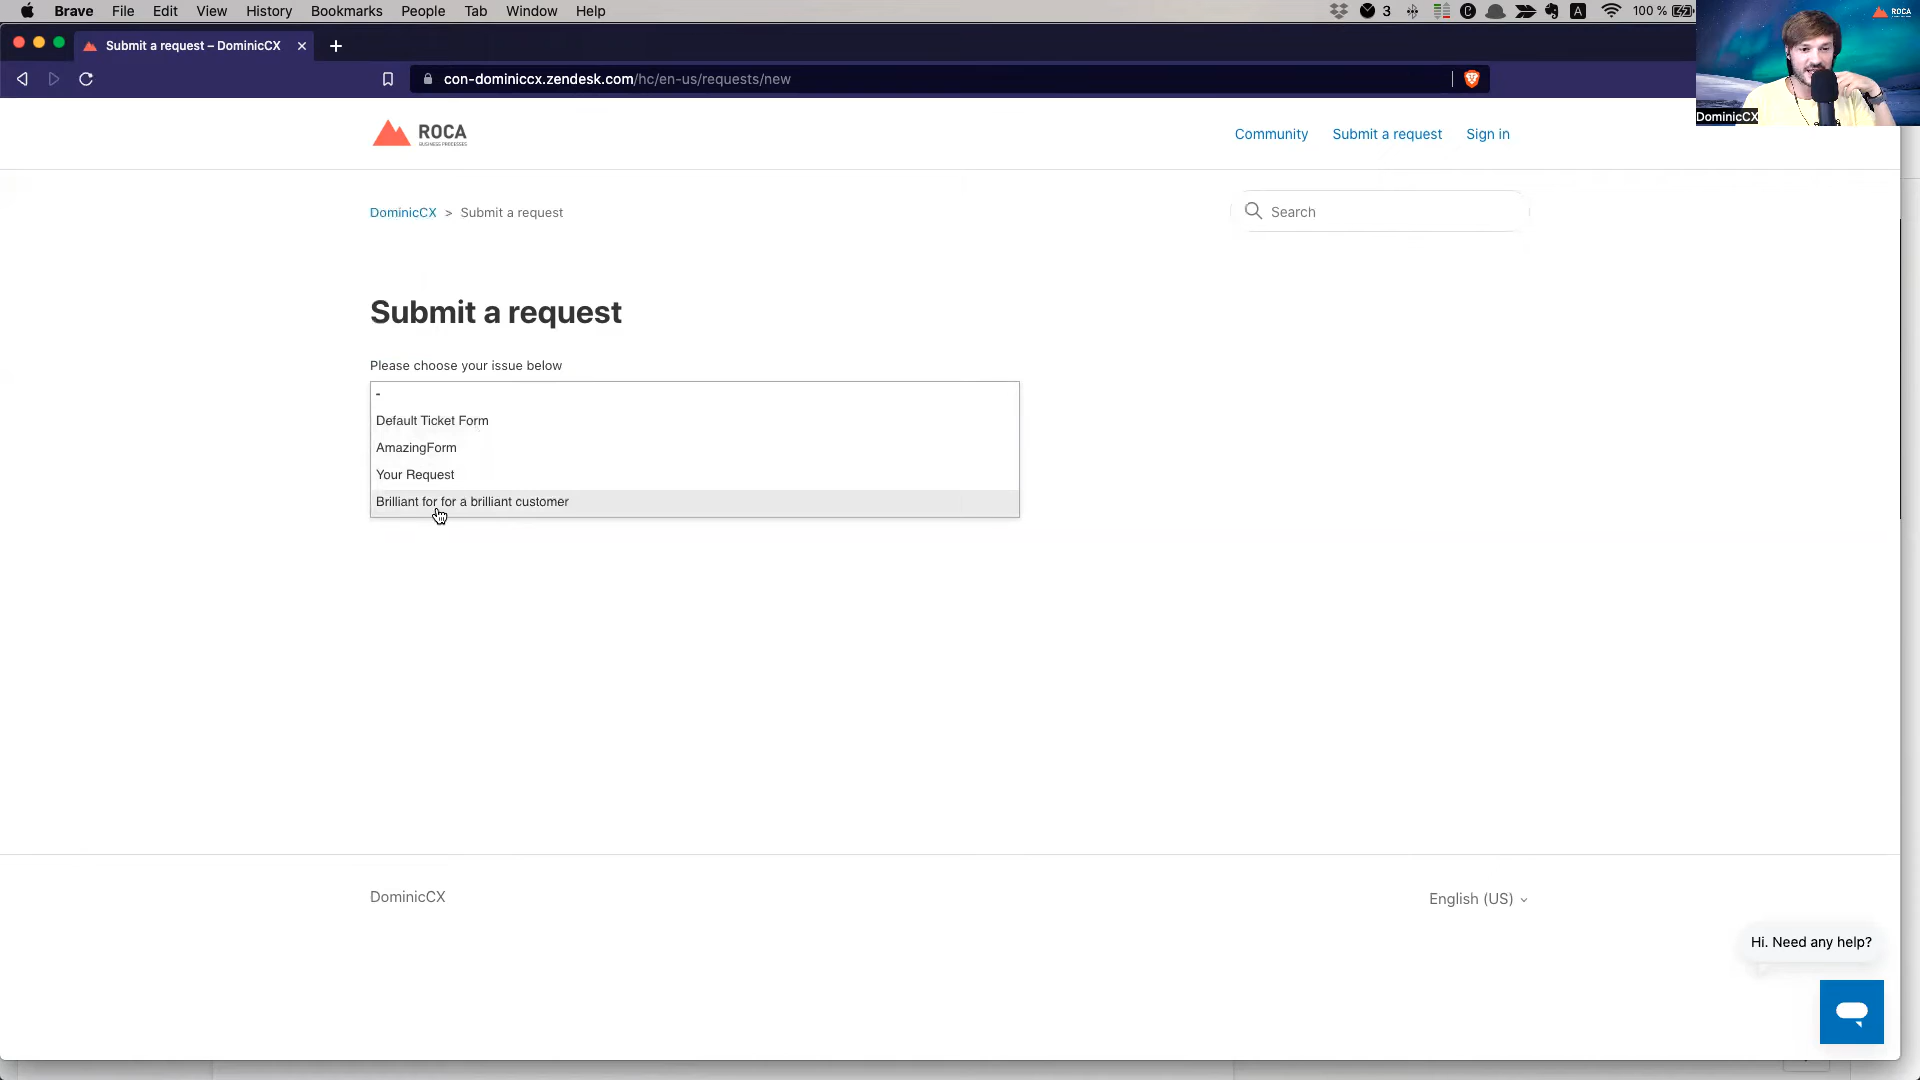 Brave File Edit View History Bookmarks People Tab Window Help
3
A
100 %
Submit a request – DominicCX
con-dominiccx.zendesk.com/hc/en-us/requests/new
ROCA
DominicCX
ROCA
BUSINESS PROCESSES
Community Submit a request Sign in
DominicCX > Submit a request
Search
Submit a request
Please choose your issue below
-
Default Ticket Form
AmazingForm
Your Request
Brilliant for for a brilliant customer
DominicCX
English (US)
Hi. Need any help?